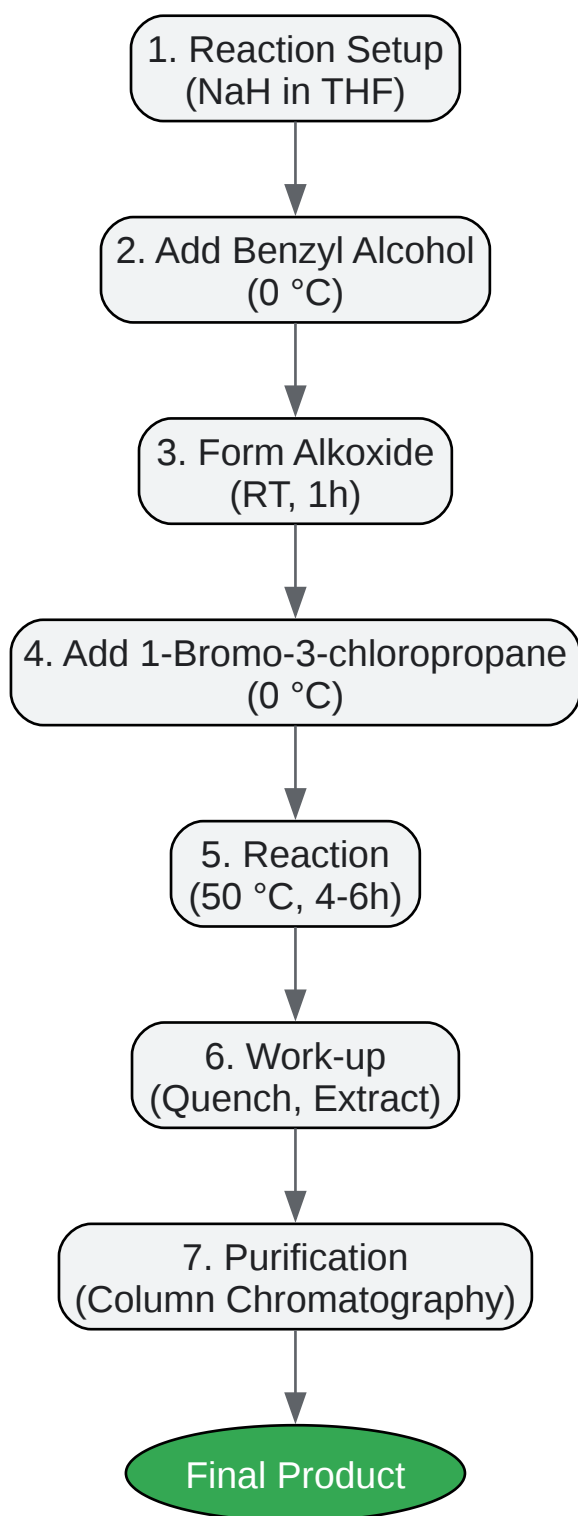 1. Reaction Setup
(NaH in THF)
2. Add Benzyl Alcohol
(0 °C)
3. Form Alkoxide
(RT, 1h)
4. Add 1-Bromo-3-chloropropane
(0 °C)
5. Reaction
(50 °C, 4-6h)
6. Work-up
(Quench, Extract)
7. Purification
(Column Chromatography)
Final Product